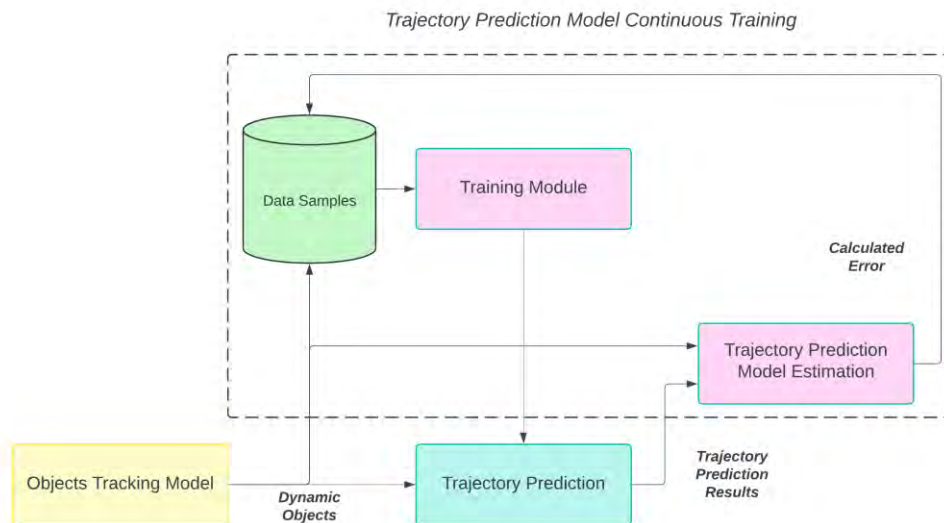 Trajectory Prediction Model Continuous Training
Data Samples
Training Module
Calculated
Error
Trajectory Prediction
Model Estimation
Objects Tracking Model
Dynamic
Objects
Trajectory Prediction
Trajectory
Prediction
Results